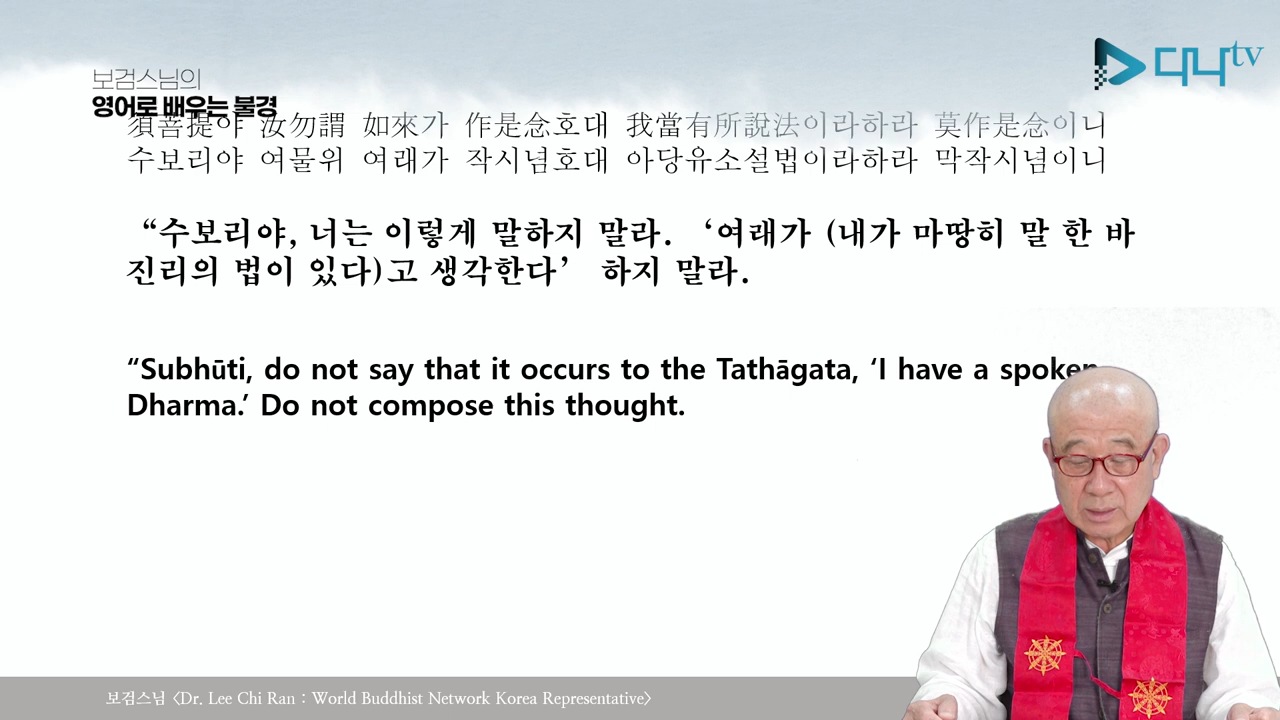 보검스님의
영어로 배우는 불경
다나tv
須菩提야 汝勿謂 如來가 作是念호대 我當有所說法이라하라 莫作是念이니
수보리야 여물위 여래가 작시념호대 아당유소설법이라하라 막작시념이니
“수보리야, 너는 이렇게 말하지 말라. ‘여래가 (내가 마땅히 말 한 바
진리의 법이 있다)고 생각한다’ 하지 말라.
“Subhūti, do not say that it occurs to the Tathāgata, ‘I have a spoken
Dharma.’ Do not compose this thought.
보검스님 <Dr. Lee Chi Ran : World Buddhist Network Korea Representative>